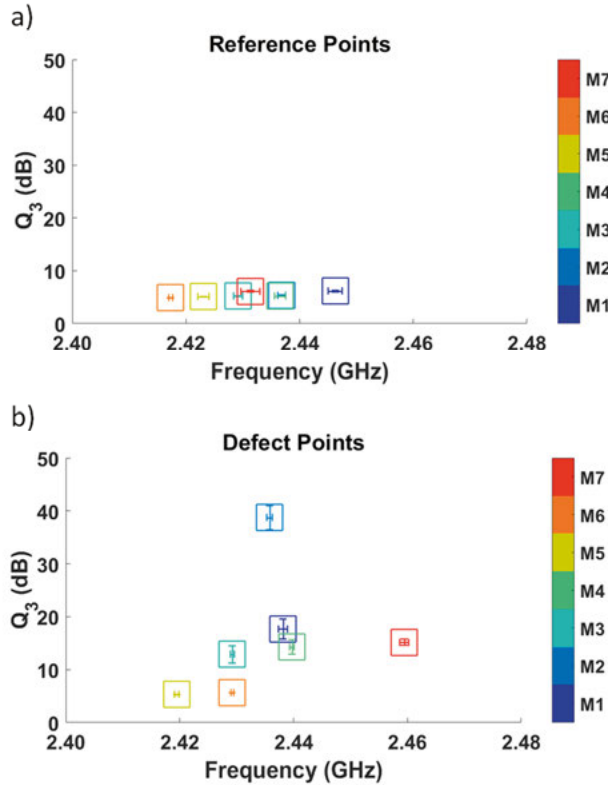 a)
Reference Points
50
40
30
20
10
0
Q3 (dB)
2.40 2.42 2.44 2.46 2.48
Frequency (GHz)
M7
M6
M5
M4
M3
M2
M1
b)
Defect Points
50
40
30
20
10
0
Q3 (dB)
2.40 2.42 2.44 2.46 2.48
Frequency (GHz)
M7
M6
M5
M4
M3
M2
M1